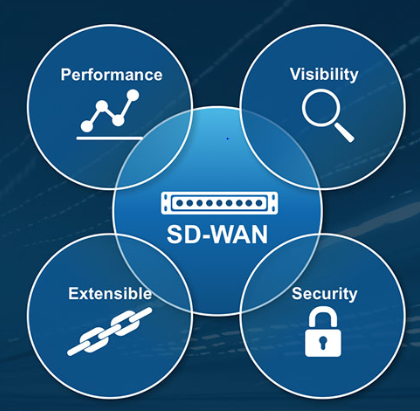 Performance
Visibility
SD-WAN
Extensible
Security